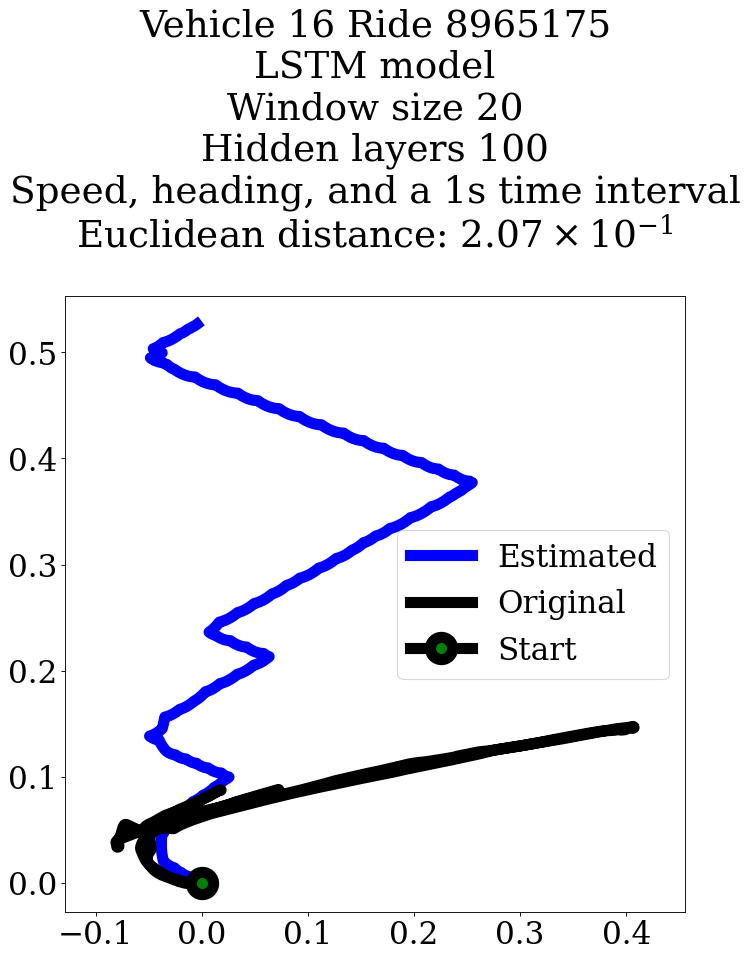 Vehicle 16 Ride 8965175
LSTM model
Window size 20
Hidden layers 100
Speed, heading, and a 1s time interval
Euclidean distance: 2.07 × 10⁻¹
0.5
0.4
0.3
0.2
0.1
0.0
Estimated
Original
Start
−0.1 0.0 0.1 0.2 0.3 0.4